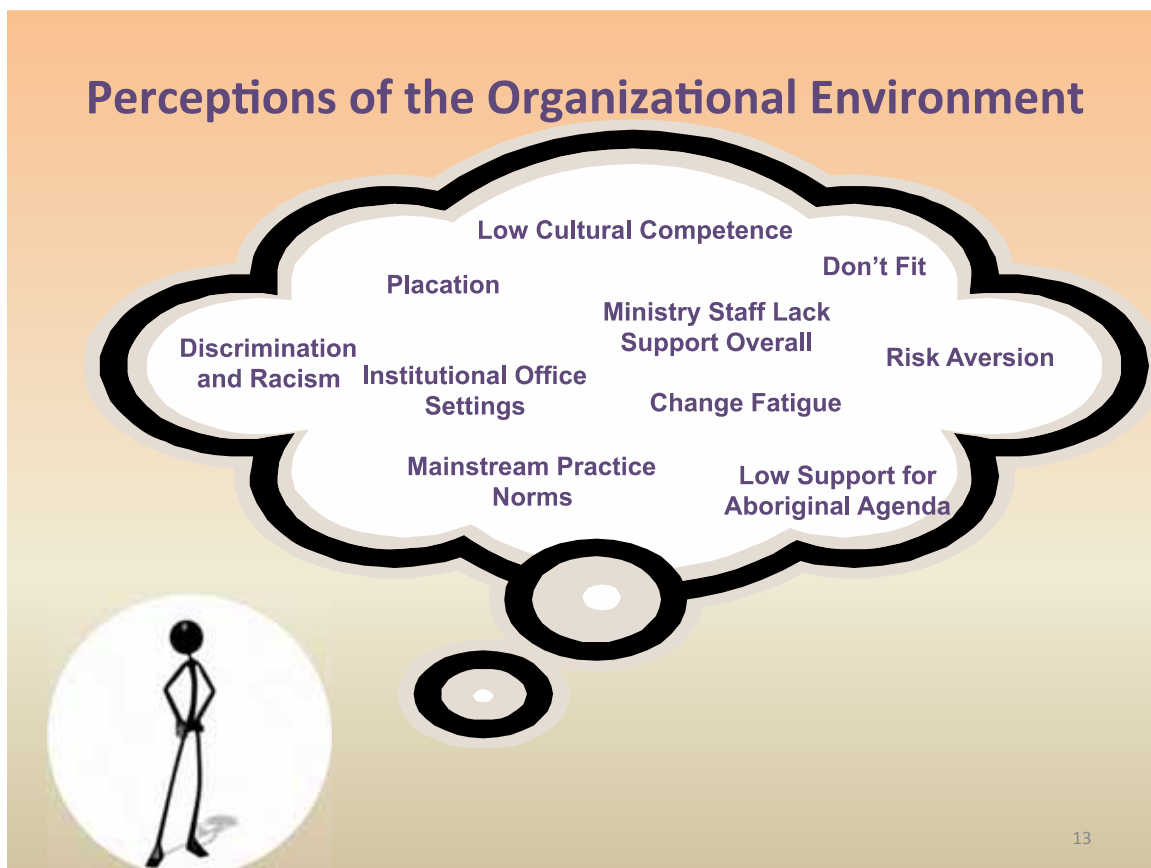 Perceptions of the Organizational Environment
Low Cultural Competence
Don’t Fit
Placation
Ministry Staff Lack
Support Overall
Discrimination
and Racism
Risk Aversion
Institutional Office
Settings
Change Fatigue
Mainstream Practice
Norms
Low Support for
Aboriginal Agenda
13